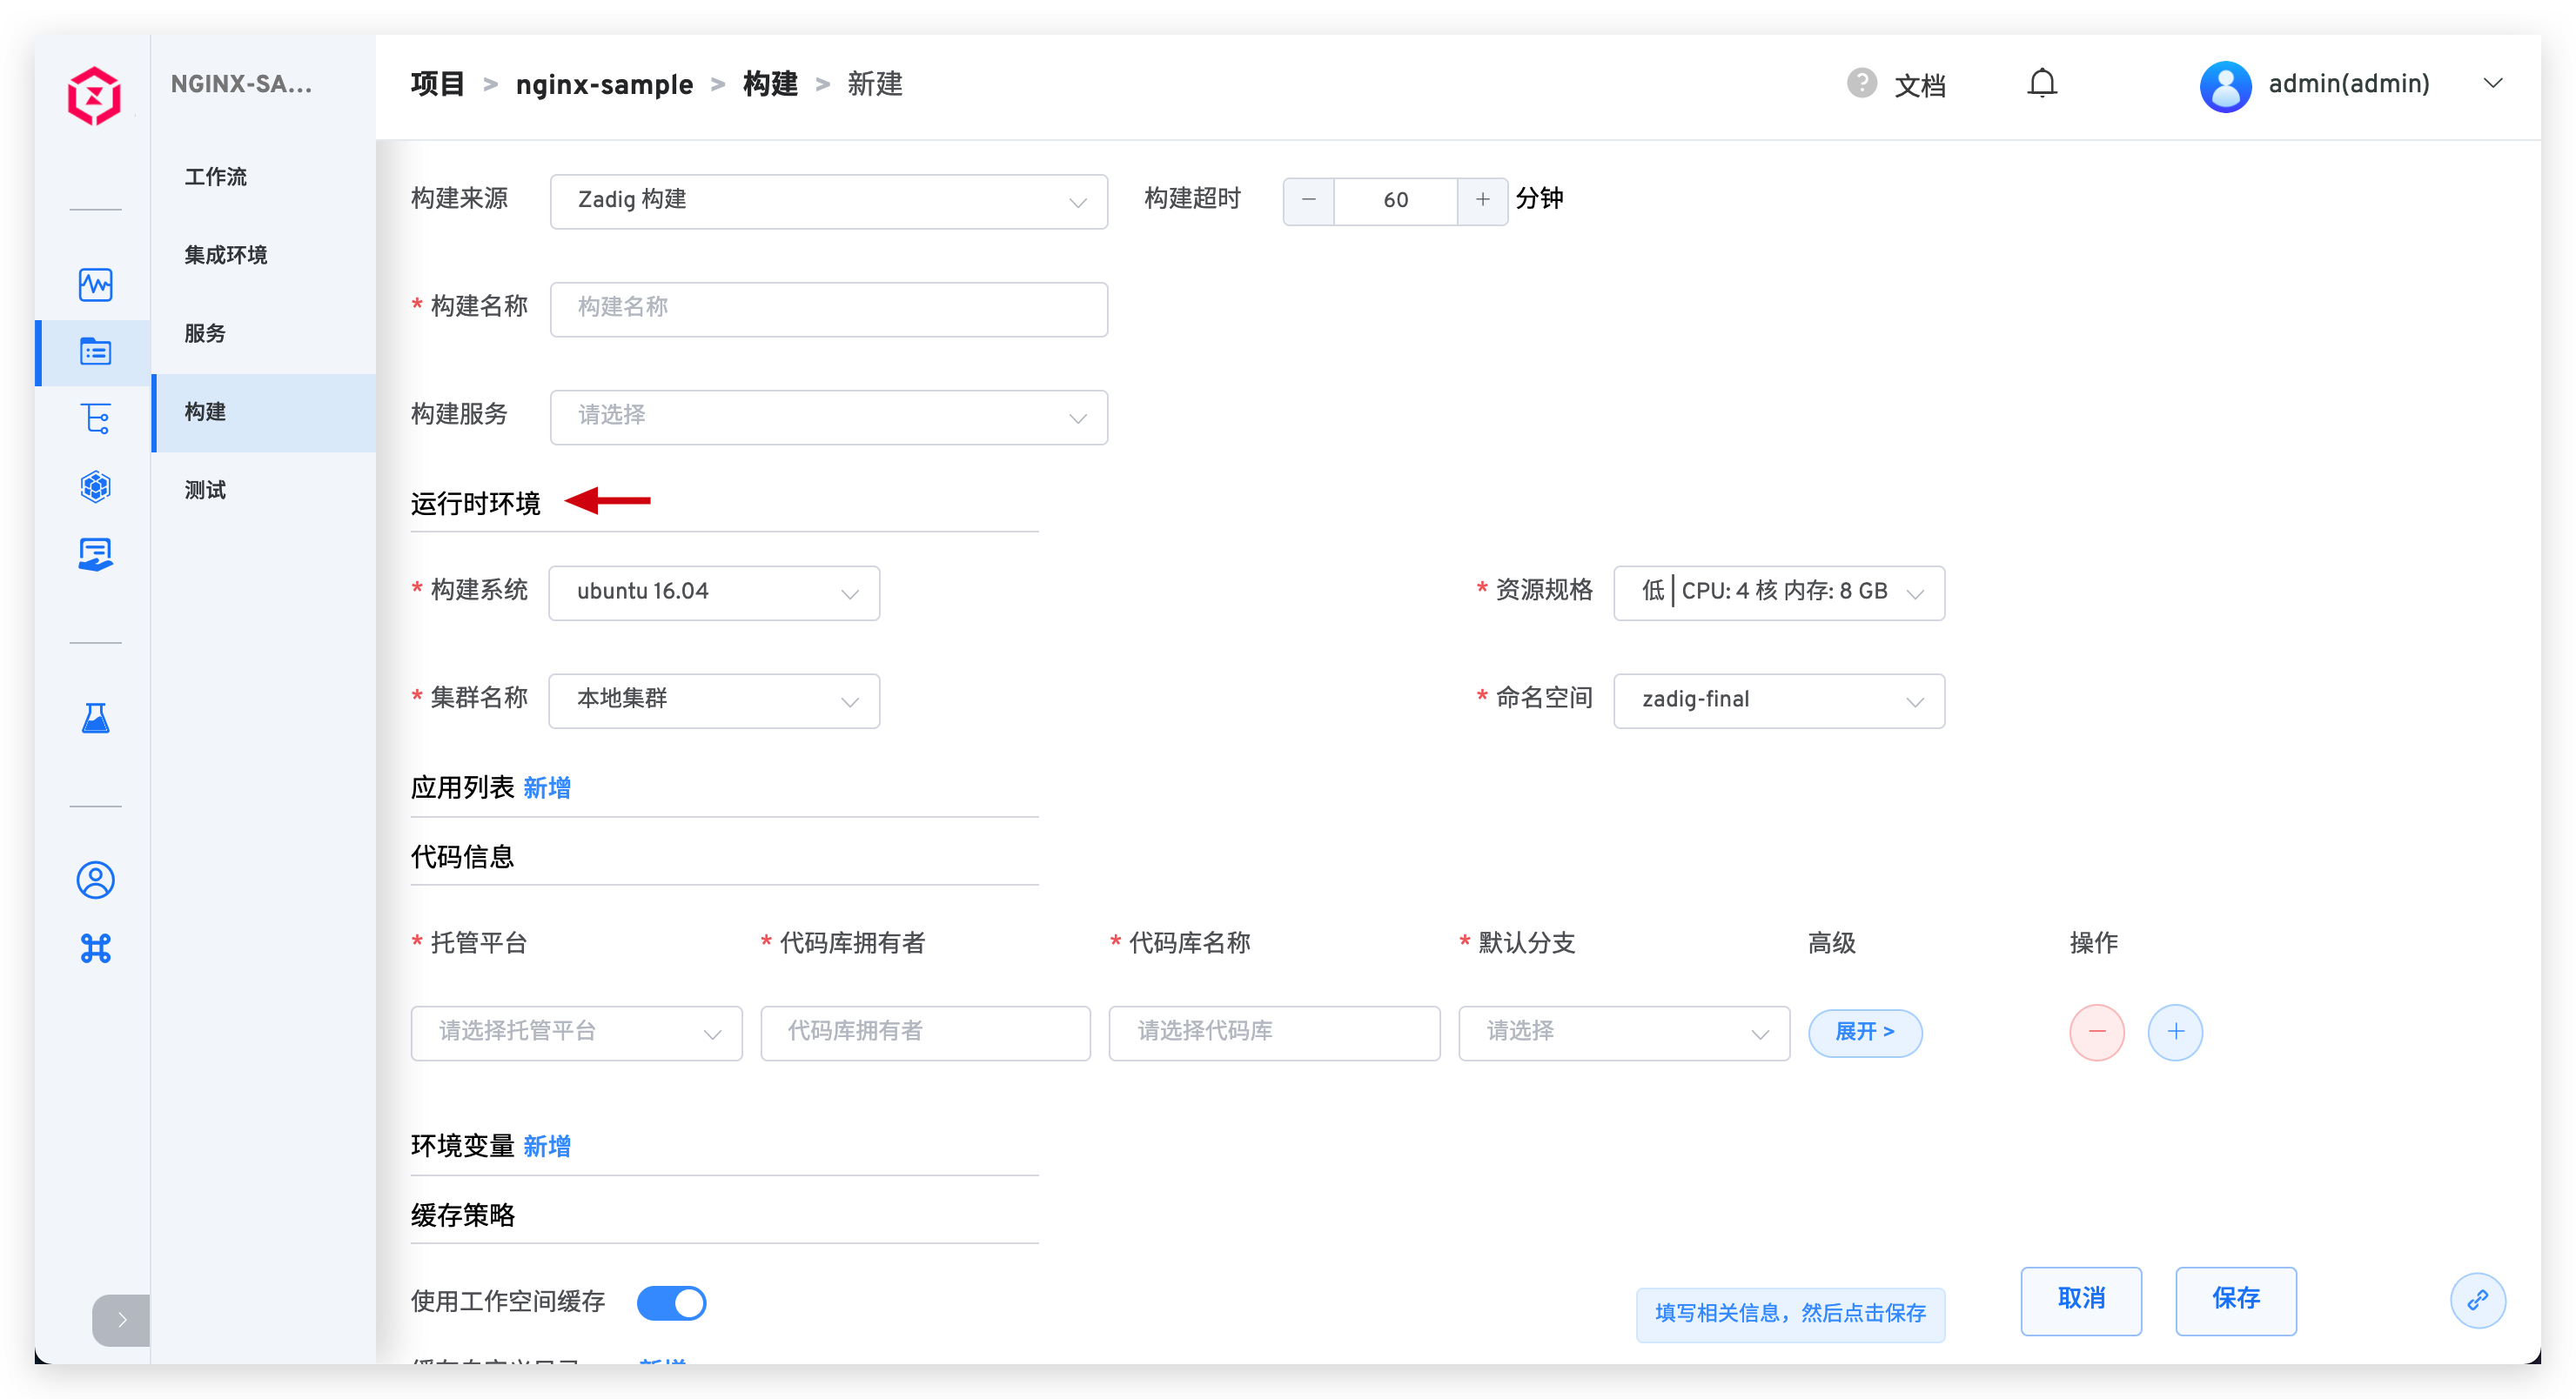 NGINX-SA...
工作流
集成环境
服务
构建
测试
项目 > nginx-sample > 构建 > 新建
? 文档
admin(admin)
构建来源 Zadig 构建 构建超时 − 60 + 分钟
* 构建名称 构建名称
构建服务 请选择
运行时环境
* 构建系统 ubuntu 16.04 * 资源规格 低 | CPU: 4 核 内存: 8 GB
* 集群名称 本地集群 * 命名空间 zadig-final
应用列表 新增
代码信息
* 托管平台 * 代码库拥有者 * 代码库名称 * 默认分支 高级 操作
请选择托管平台 代码库拥有者 请选择代码库 请选择 展开 > − +
环境变量 新增
缓存策略
使用工作空间缓存
填写相关信息，然后点击保存 取消 保存